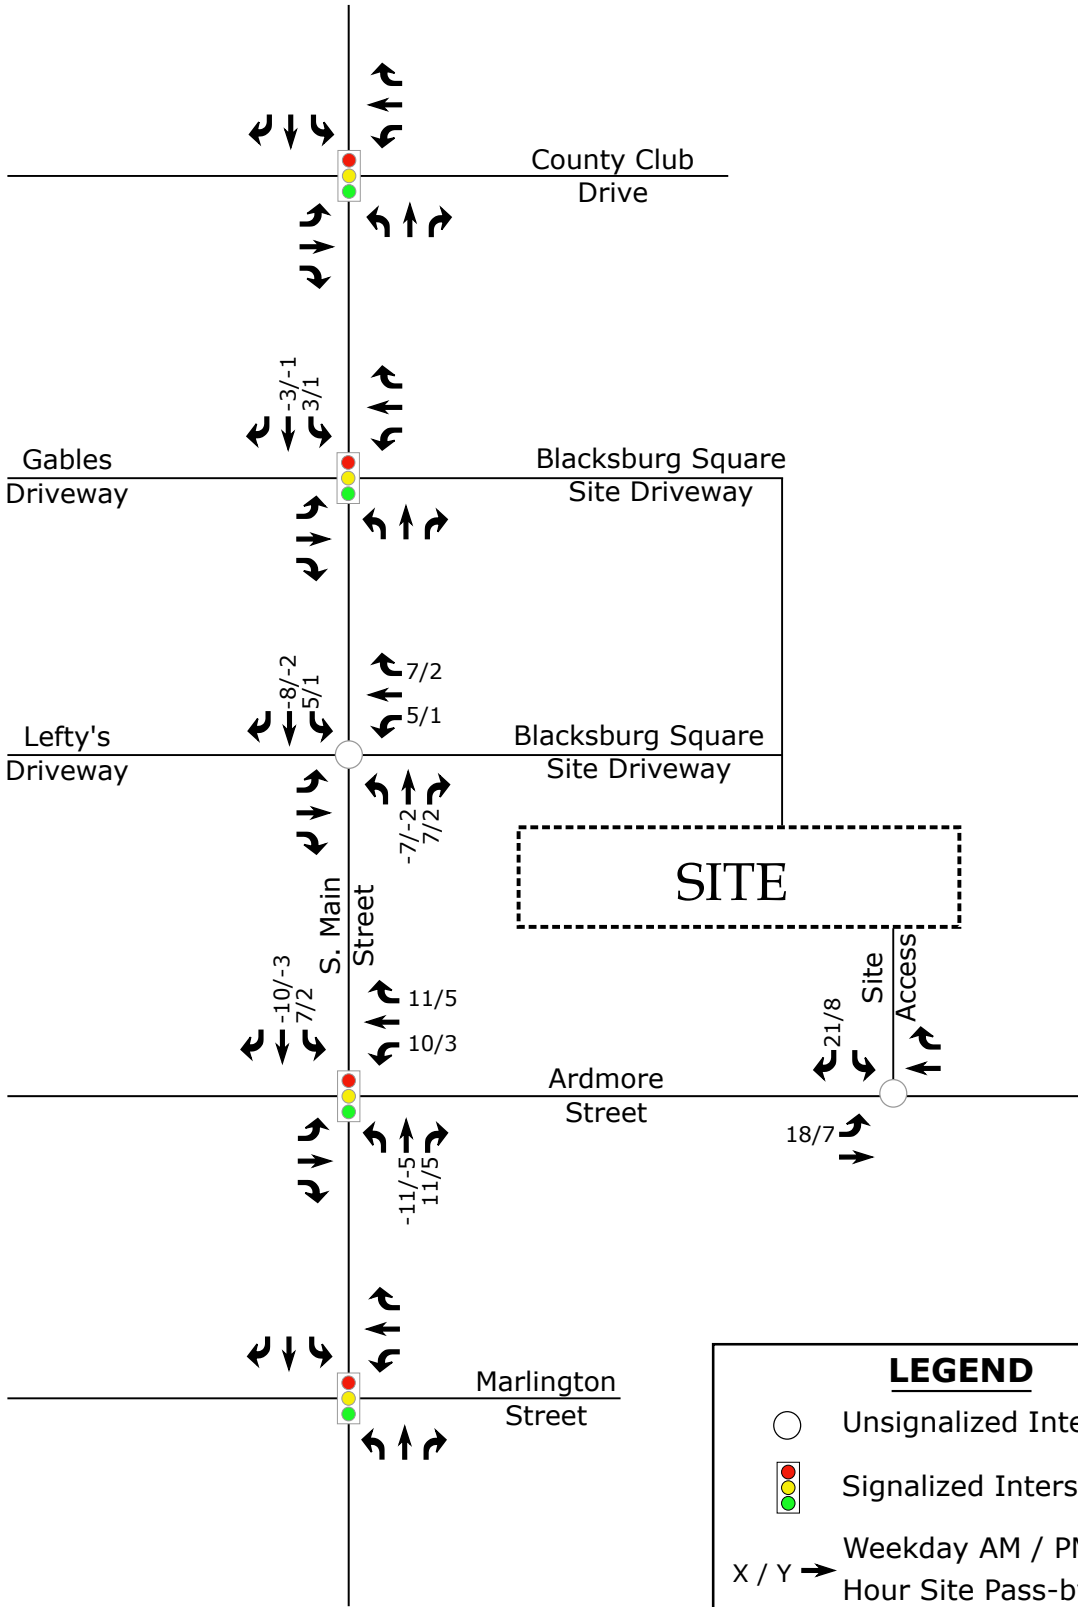 County Club
Drive
-3/-1
3/1
Gables
Driveway
Blacksburg Square
Site Driveway
-8/-2
5/1
7/2
5/1
Lefty's
Driveway
Blacksburg Square
Site Driveway
-7/-2
7/2
SITE
S. Main
Street
Site
Access
-10/-3
7/2
11/5
10/3
21/8
Ardmore
Street
18/7
-11/-5
11/5
Marlington
Street
LEGEND
Unsignalized Inte
Signalized Inters
X / Y
Weekday AM / PM
Hour Site Pass-b